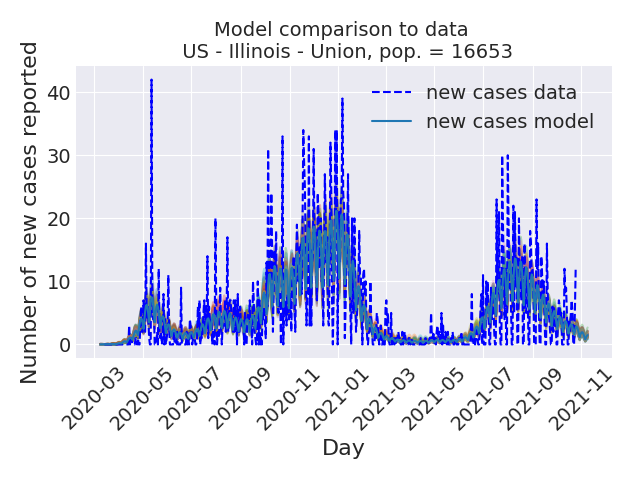 Model comparison to data
US - Illinois - Union, pop. = 16653
Number of new cases reported
40
30
20
10
0
new cases data
new cases model
2020-03
2020-05
2020-07
2020-09
2020-11
2021-01
2021-03
2021-05
2021-07
2021-09
2021-11
Day